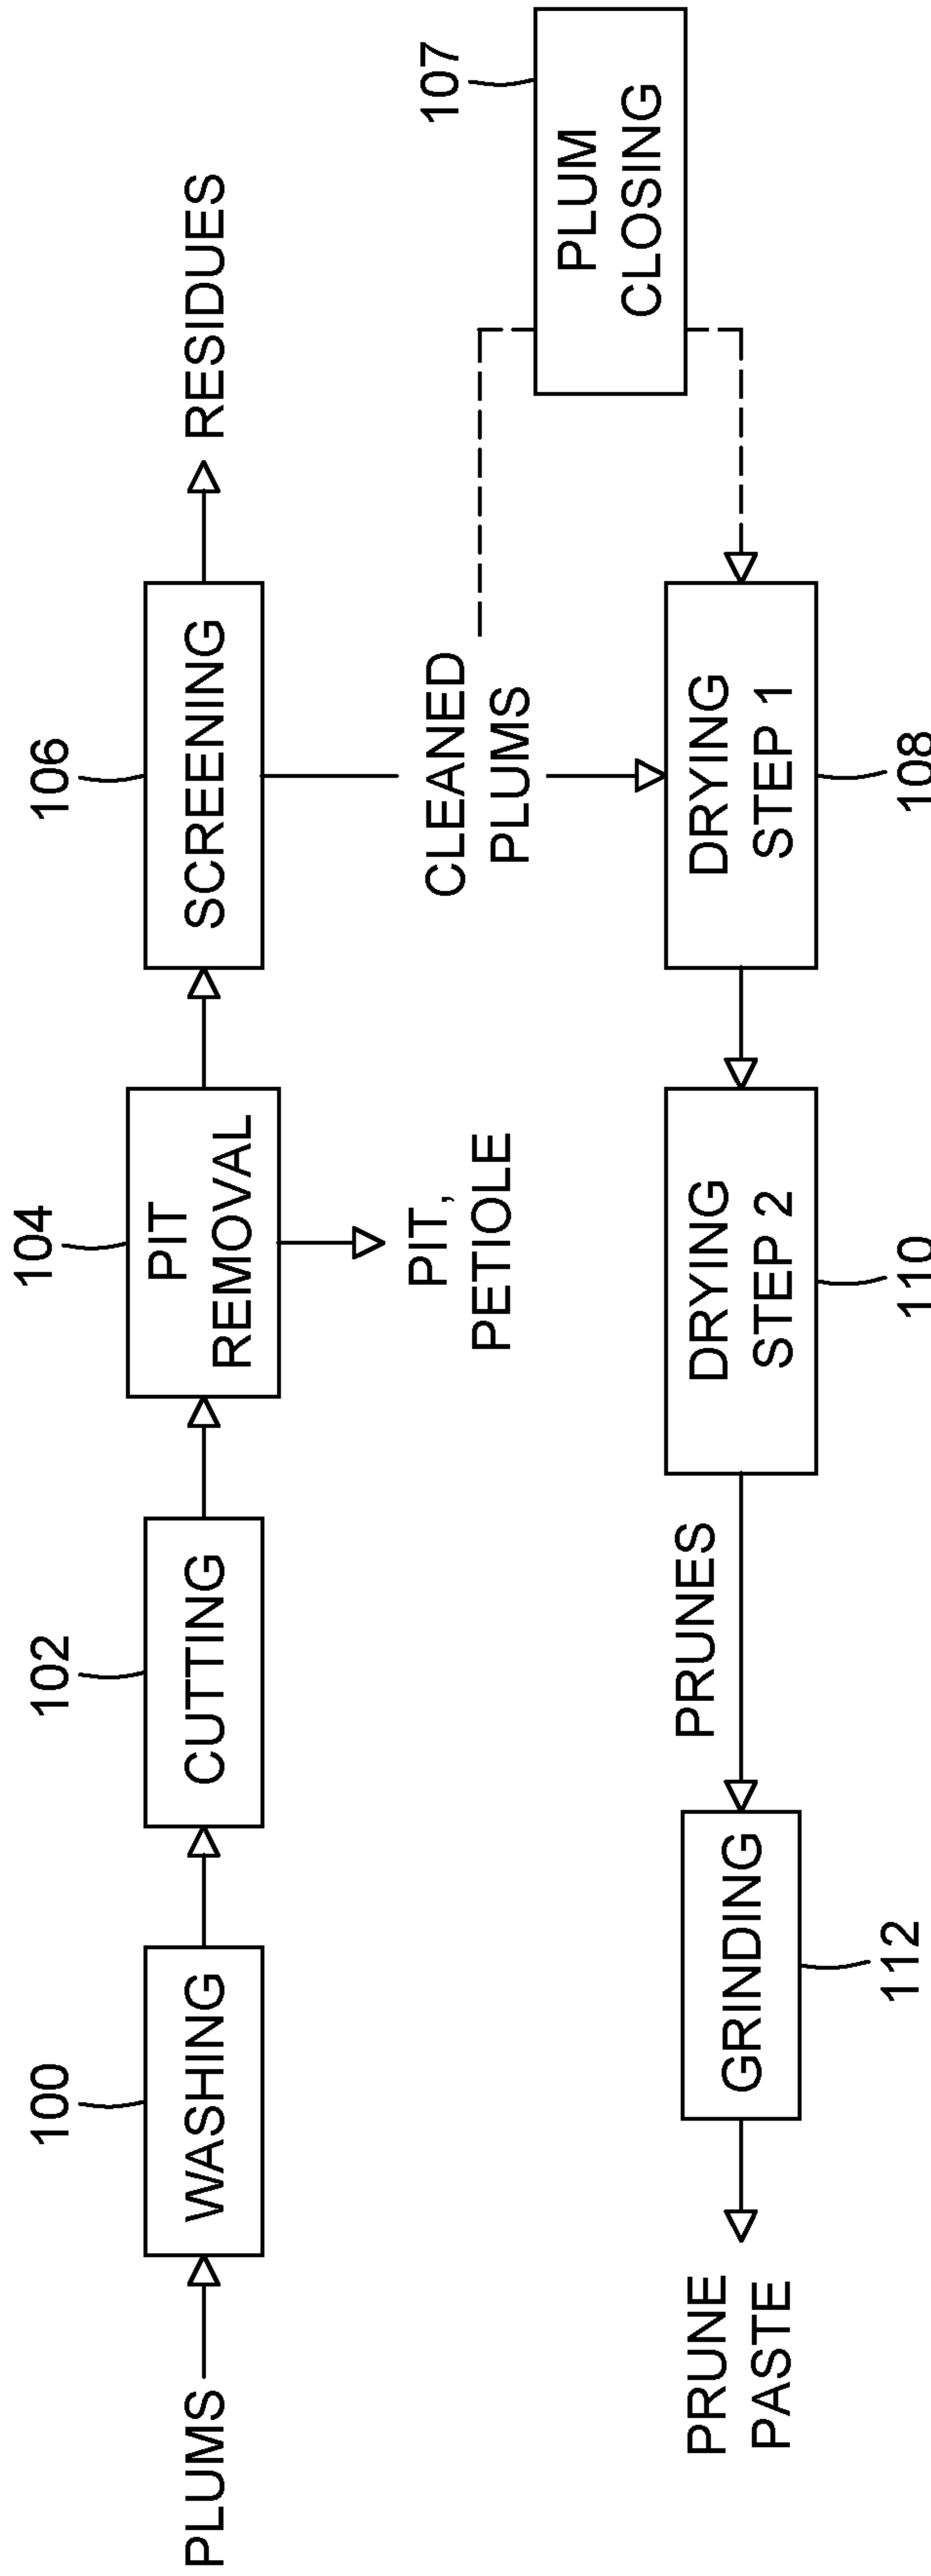 PLUMS
100
WASHING
102
CUTTING
104
PIT
REMOVAL
PIT,
PETIOLE
106
SCREENING
RESIDUES
CLEANED
PLUMS
107
PLUM
CLOSING
DRYING
STEP 1
108
DRYING
STEP 2
110
PRUNES
GRINDING
112
PRUNE
PASTE